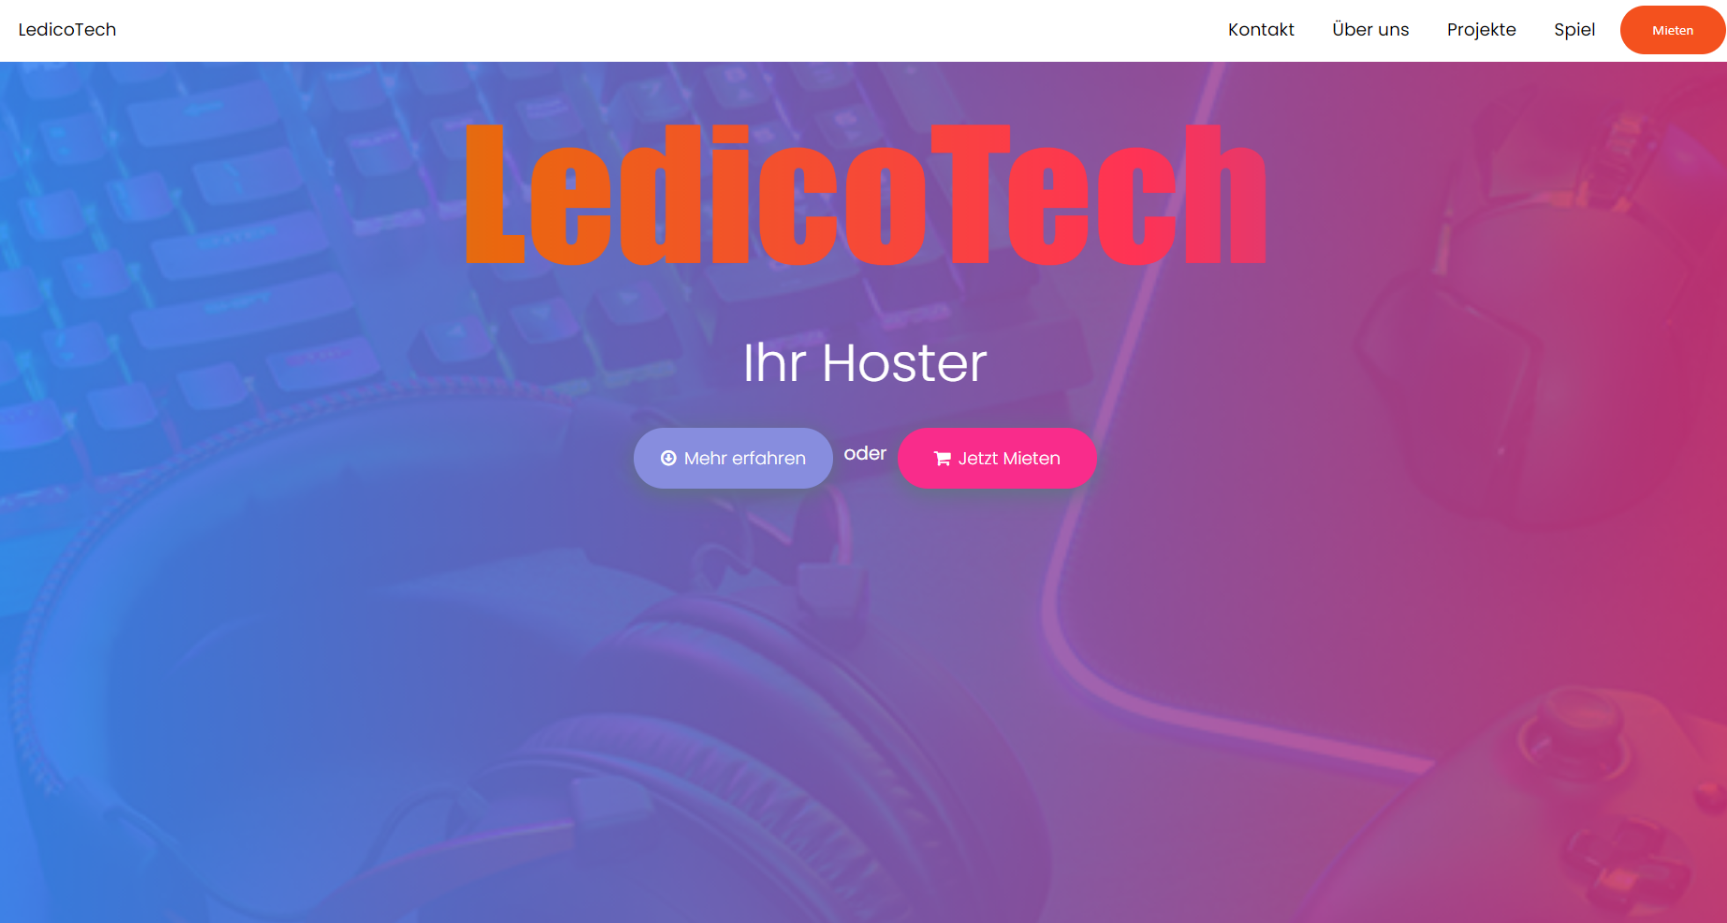 LedicoTech
Kontakt Über uns Projekte Spiel Mieten
LedicoTech
Ihr Hoster
Mehr erfahren oder Jetzt Mieten